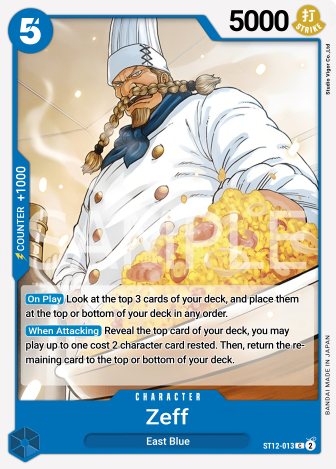 5
5000
打
STRIKE
Studio Vigor Co.,Ltd
COUNTER +1000
SAMPLE
On Play Look at the top 3 cards of your deck, and place them
at the top or bottom of your deck in any order.
When Attacking Reveal the top card of your deck, you may
play up to one cost 2 character card rested. Then, return the re-
maining card to the top or bottom of your deck.
BANDAI MADE IN JAPAN
CHARACTER
Zeff
East Blue
ST12-013 C 2